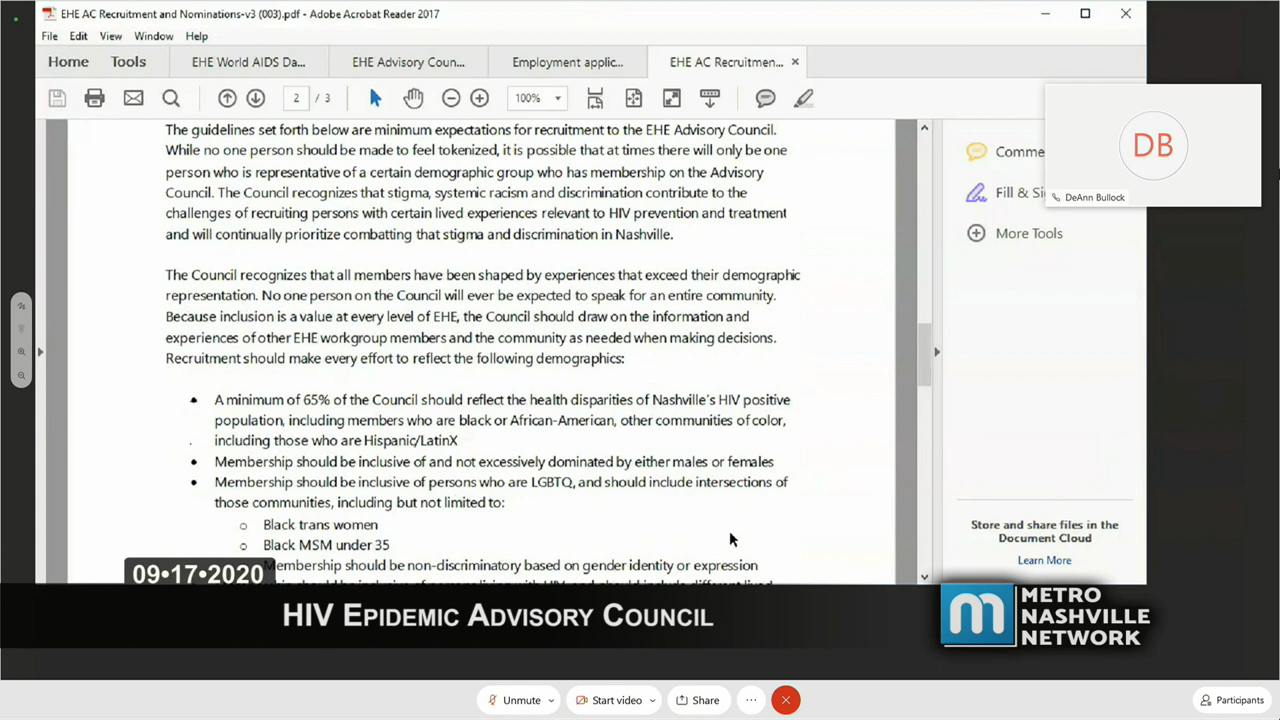 EHE AC Recruitment and Nominations-v3 (003).pdf - Adobe Acrobat Reader 2017
File Edit View Window Help
Home Tools EHE World AIDS Da... EHE Advisory Coun... Employment applic... EHE AC Recruitmen...
2 / 3 100%
The guidelines set forth below are minimum expectations for recruitment to the EHE Advisory Council.
While no one person should be made to feel tokenized, it is possible that at times there will only be one
person who is representative of a certain demographic group who has membership on the Advisory
Council. The Council recognizes that stigma, systemic racism and discrimination contribute to the
challenges of recruiting persons with certain lived experiences relevant to HIV prevention and treatment
and will continually prioritize combatting that stigma and discrimination in Nashville.
The Council recognizes that all members have been shaped by experiences that exceed their demographic
representation. No one person on the Council will ever be expected to speak for an entire community.
Because inclusion is a value at every level of EHE, the Council should draw on the information and
experiences of other EHE workgroup members and the community as needed when making decisions.
Recruitment should make every effort to reflect the following demographics:
• A minimum of 65% of the Council should reflect the health disparities of Nashville's HIV positive
population, including members who are black or African-American, other communities of color,
including those who are Hispanic/LatinX
• Membership should be inclusive of and not excessively dominated by either males or females
• Membership should be inclusive of persons who are LGBTQ, and should include intersections of
those communities, including but not limited to:
o Black trans women
o Black MSM under 35
Membership should be non-discriminatory based on gender identity or expression
Comme
Fill & Si
More Tools
DB
DeAnn Bullock
Store and share files in the
Document Cloud
Learn More
09•17•2020
HIV EPIDEMIC ADVISORY COUNCIL
m METRO
NASHVILLE
NETWORK
Unmute Start video Share Participants